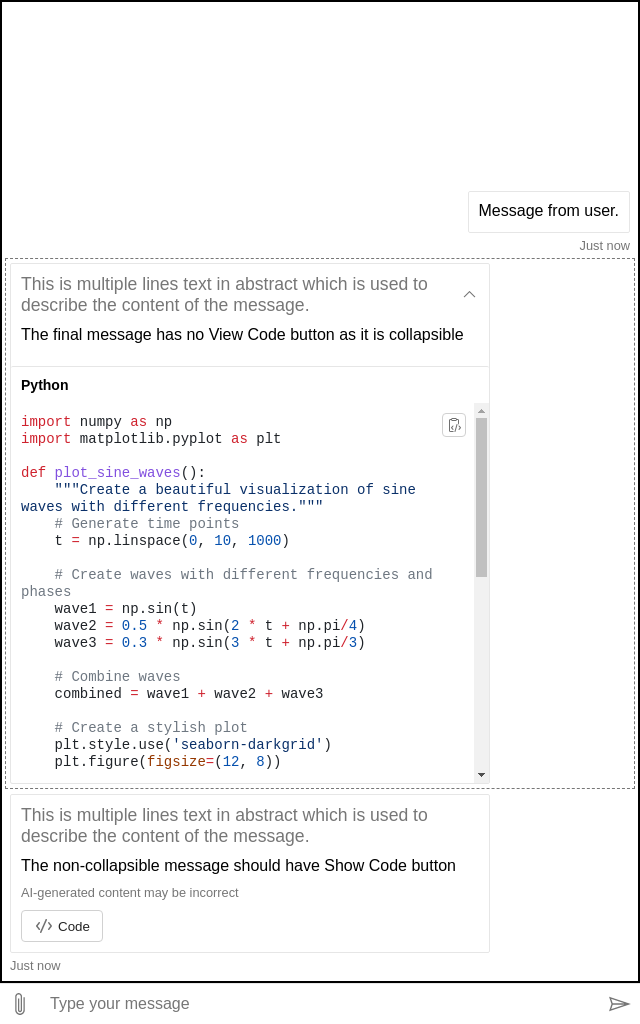 Message from user.
Just now
This is multiple lines text in abstract which is used to
describe the content of the message.
The final message has no View Code button as it is collapsible
Python
import numpy as np
import matplotlib.pyplot as plt
def plot_sine_waves():
    """Create a beautiful visualization of sine
waves with different frequencies."""
    # Generate time points
    t = np.linspace(0, 10, 1000)
    # Create waves with different frequencies and
phases
    wave1 = np.sin(t)
    wave2 = 0.5 * np.sin(2 * t + np.pi/4)
    wave3 = 0.3 * np.sin(3 * t + np.pi/3)
    # Combine waves
    combined = wave1 + wave2 + wave3
    # Create a stylish plot
    plt.style.use('seaborn-darkgrid')
    plt.figure(figsize=(12, 8))
This is multiple lines text in abstract which is used to
describe the content of the message.
The non-collapsible message should have Show Code button
AI-generated content may be incorrect
Code
Just now
Type your message